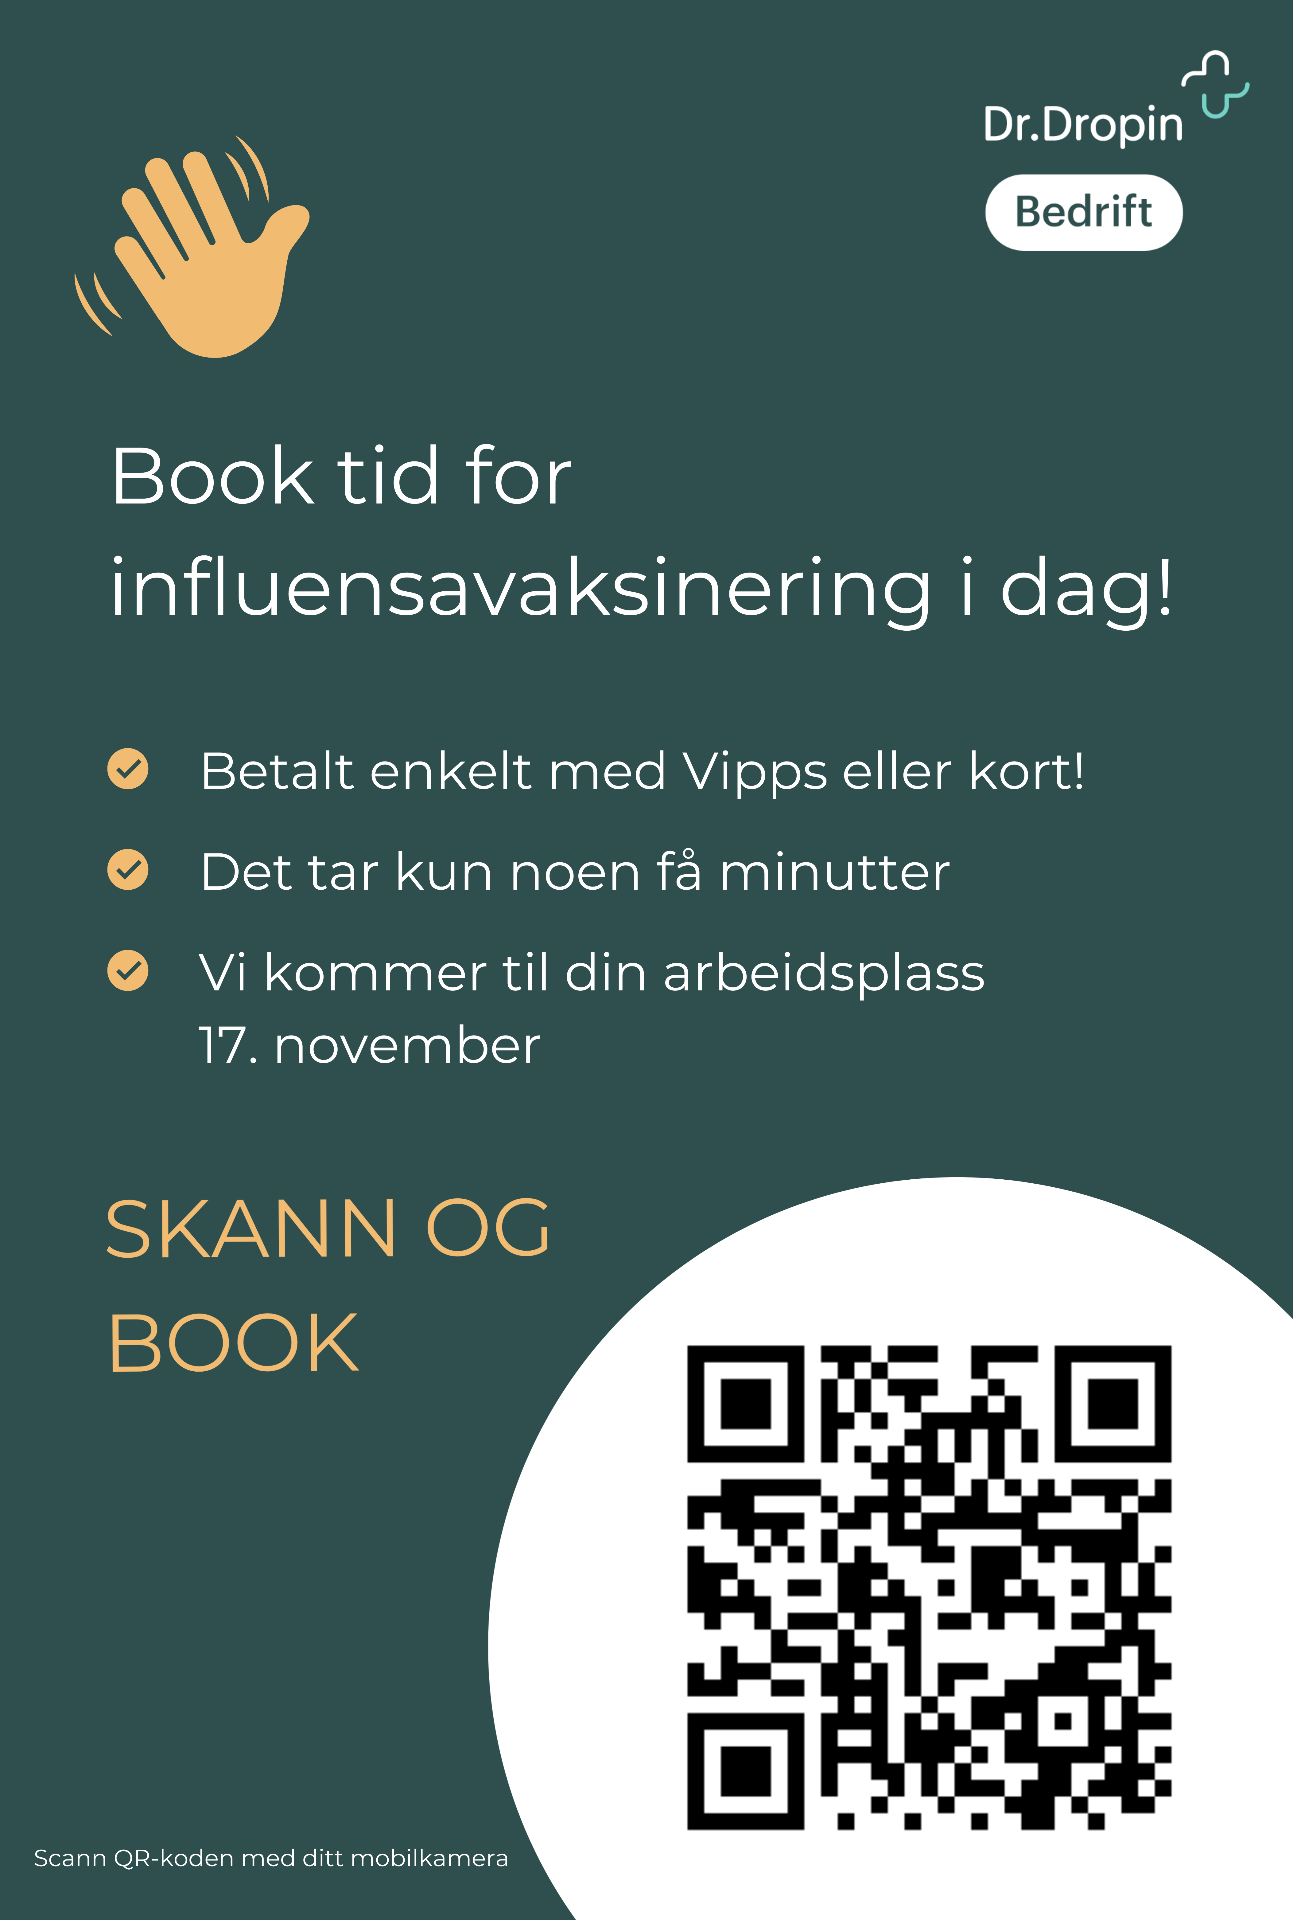 Dr.Dropin
Bedrift
Book tid for
influensavaksinering i dag!
Betalt enkelt med Vipps eller kort!
Det tar kun noen få minutter
Vi kommer til din arbeidsplass
17. november
SKANN OG
BOOK
Scann QR-koden med ditt mobilkamera